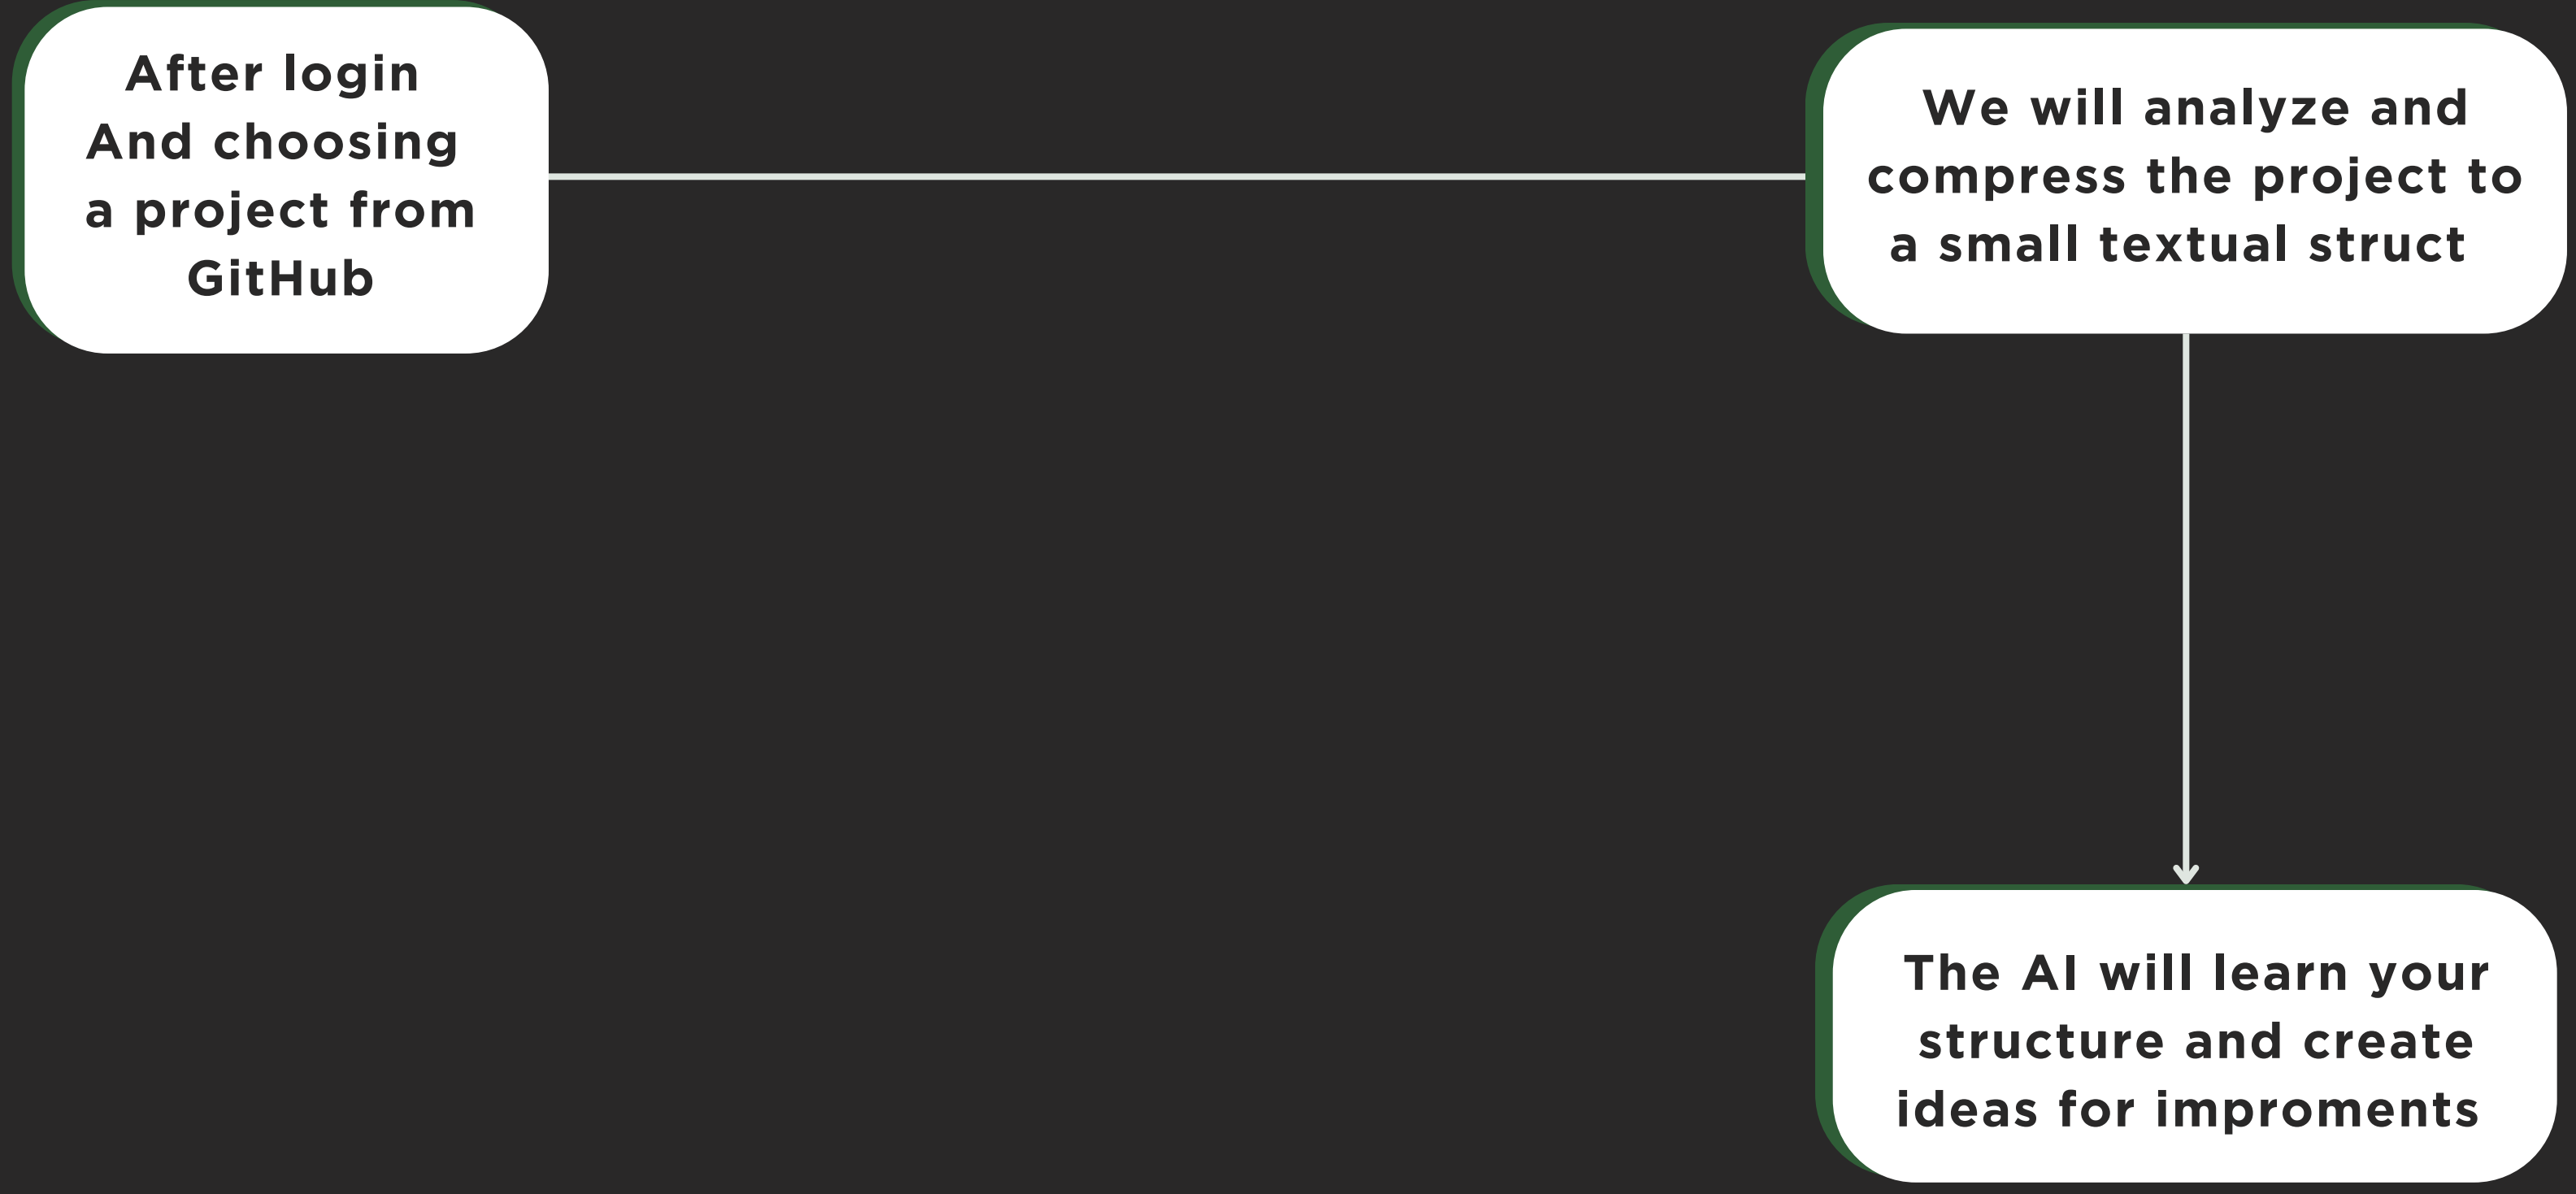 After login
And choosing
a project from
GitHub
We will analyze and
compress the project to
a small textual struct
The AI will learn your
structure and create
ideas for improments